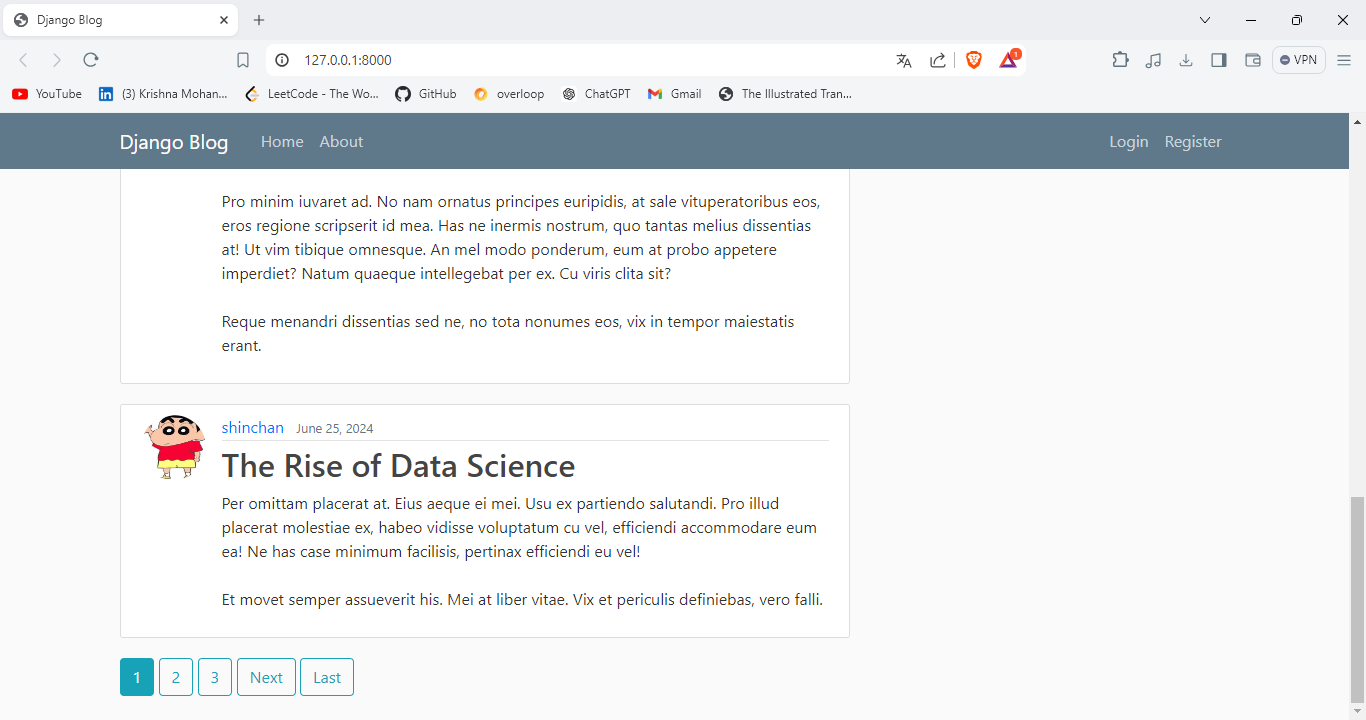 Django Blog
127.0.0.1:8000
1
VPN
YouTube
(3) Krishna Mohan...
LeetCode - The Wo...
GitHub
overloop
ChatGPT
Gmail
The Illustrated Tran...
Django Blog Home About Login Register
Pro minim iuvaret ad. No nam ornatus principes euripidis, at sale vituperatoribus eos,
eros regione scripserit id mea. Has ne inermis nostrum, quo tantas melius dissentias
at! Ut vim tibique omnesque. An mel modo ponderum, eum at probo appetere
imperdiet? Natum quaeque intellegebat per ex. Cu viris clita sit?
Reque menandri dissentias sed ne, no tota nonumes eos, vix in tempor maiestatis
erant.
shinchan June 25, 2024
The Rise of Data Science
Per omittam placerat at. Eius aeque ei mei. Usu ex partiendo salutandi. Pro illud
placerat molestiae ex, habeo vidisse voluptatum cu vel, efficiendi accommodare eum
ea! Ne has case minimum facilisis, pertinax efficiendi eu vel!
Et movet semper assueverit his. Mei at liber vitae. Vix et periculis definiebas, vero falli.
1 2 3 Next Last